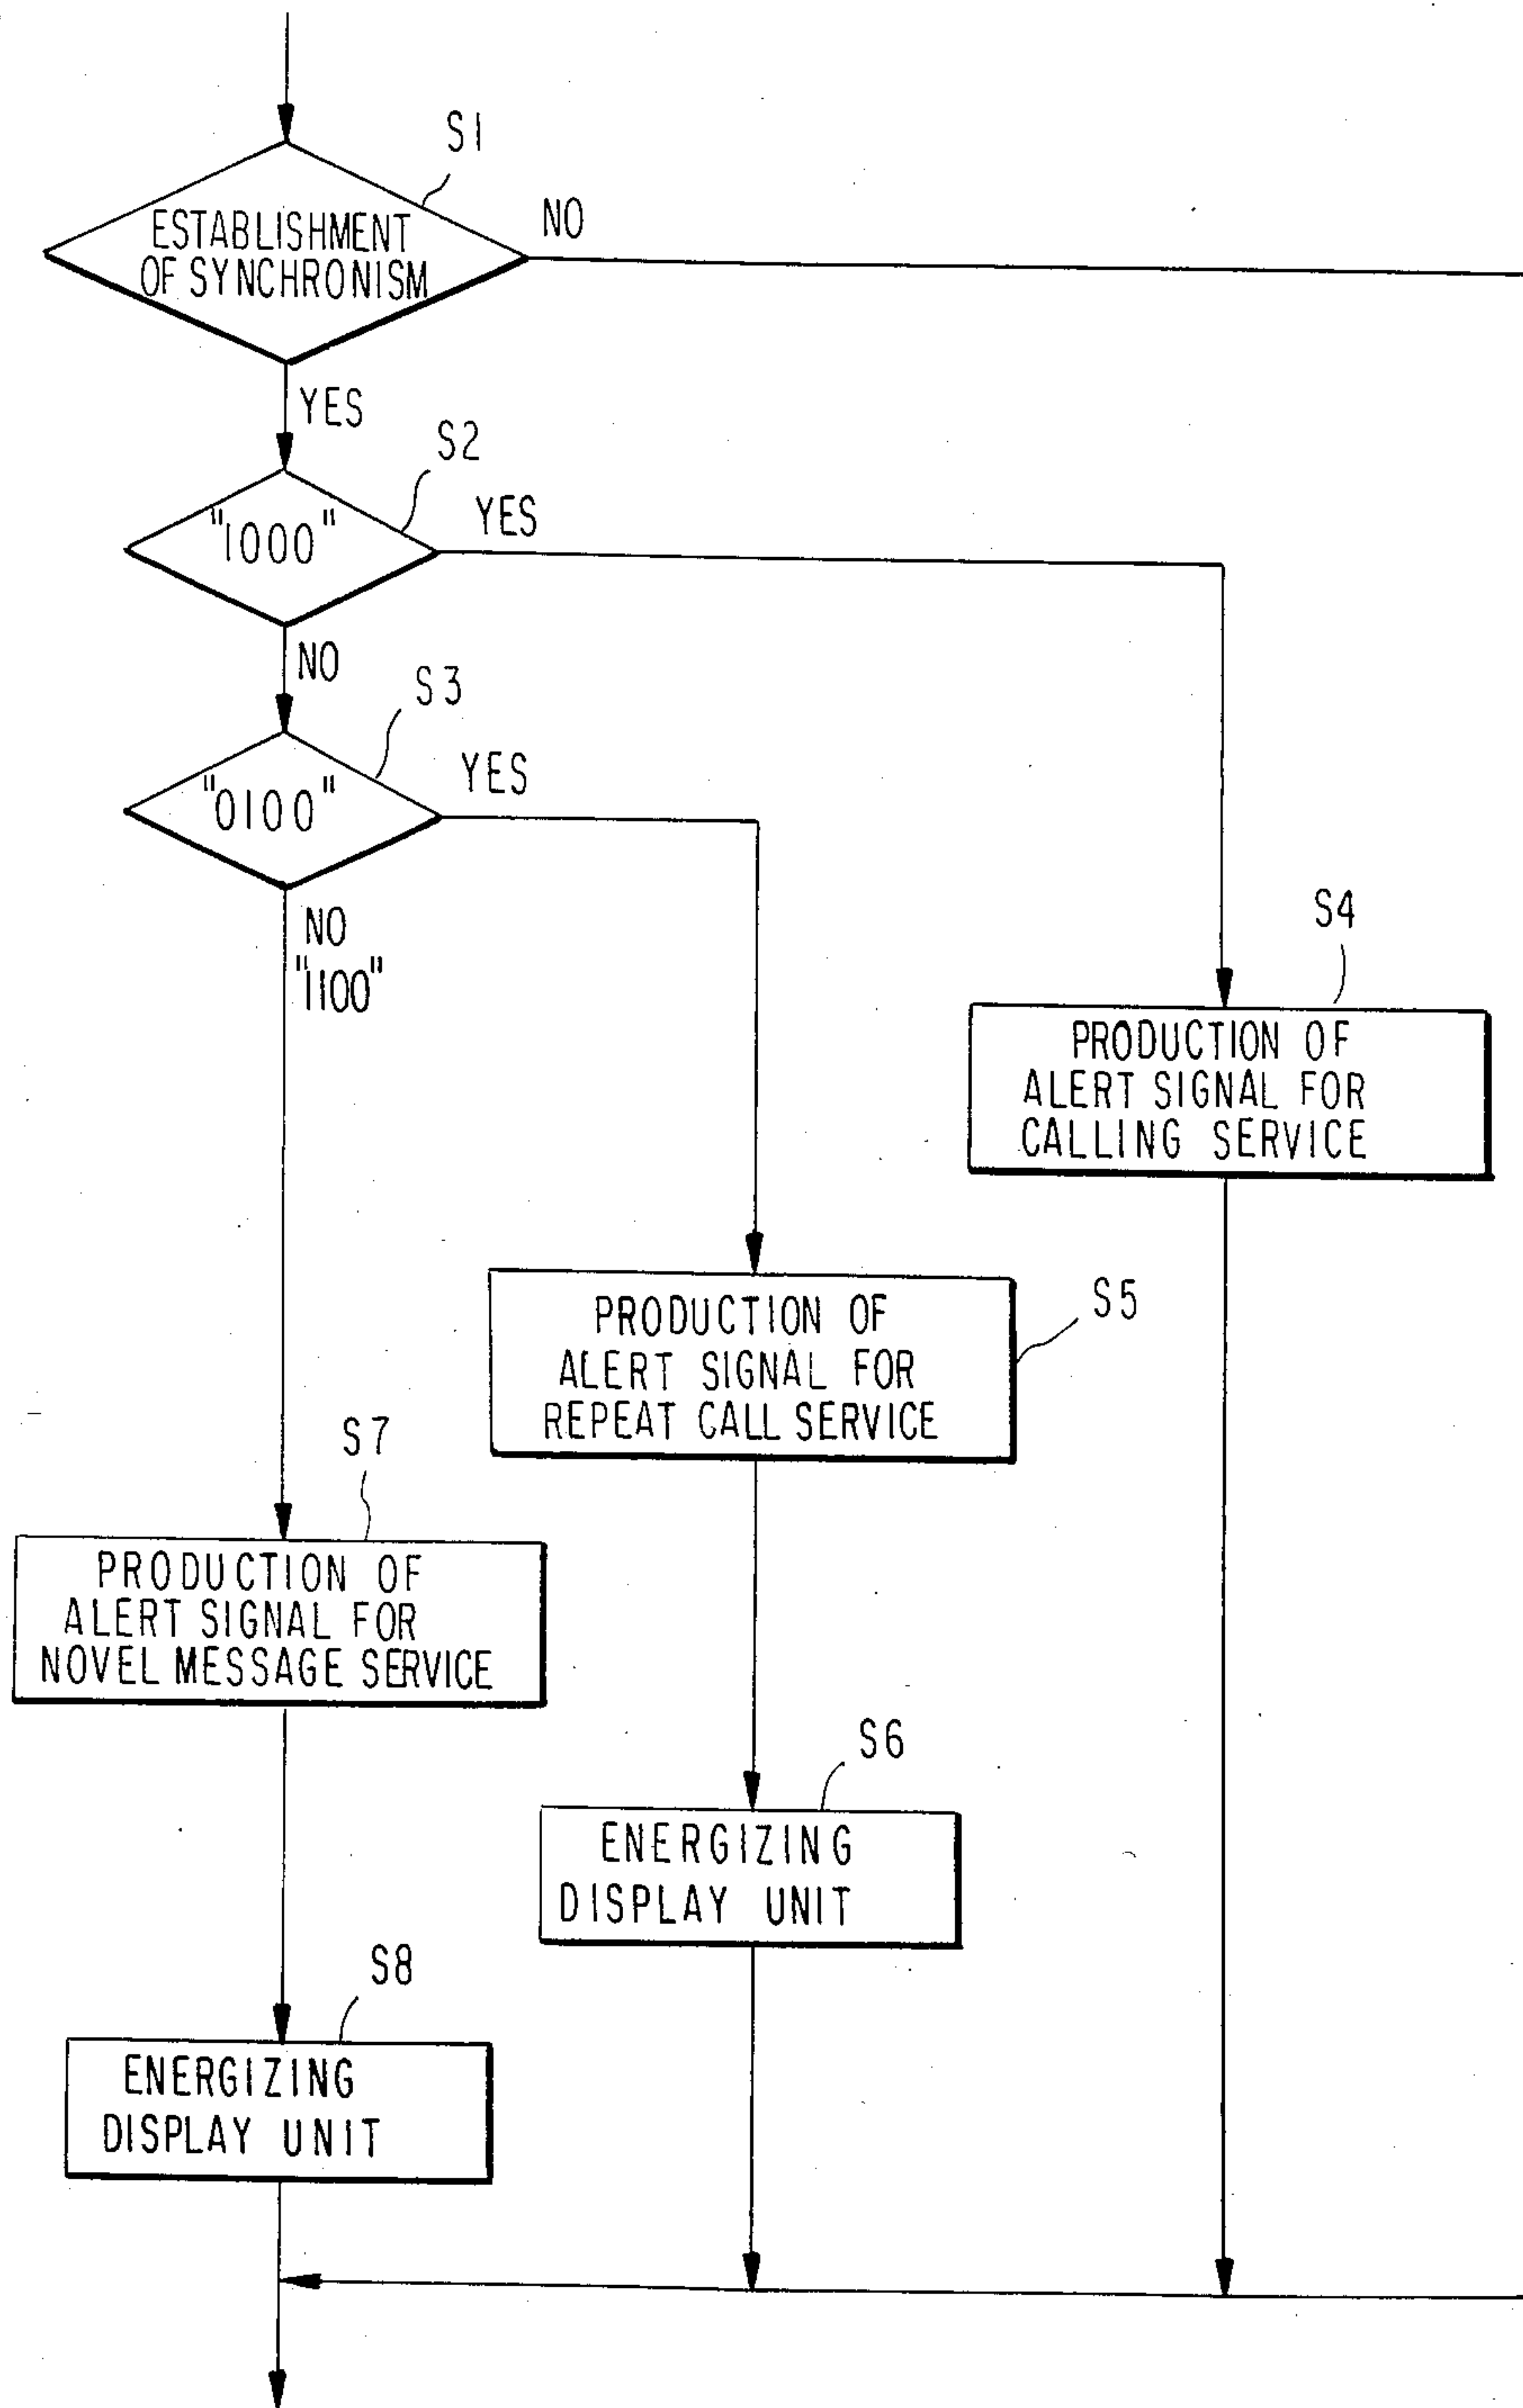 S1
ESTABLISHMENT
OF SYNCHRONISM
NO
YES
S2
"1000"
YES
NO
S3
"0100"
YES
NO
"1100"
S4
PRODUCTION OF
ALERT SIGNAL FOR
CALLING SERVICE
S5
PRODUCTION OF
ALERT SIGNAL FOR
REPEAT CALL SERVICE
S7
PRODUCTION OF
ALERT SIGNAL FOR
NOVEL MESSAGE SERVICE
S6
ENERGIZING
DISPLAY UNIT
S8
ENERGIZING
DISPLAY UNIT